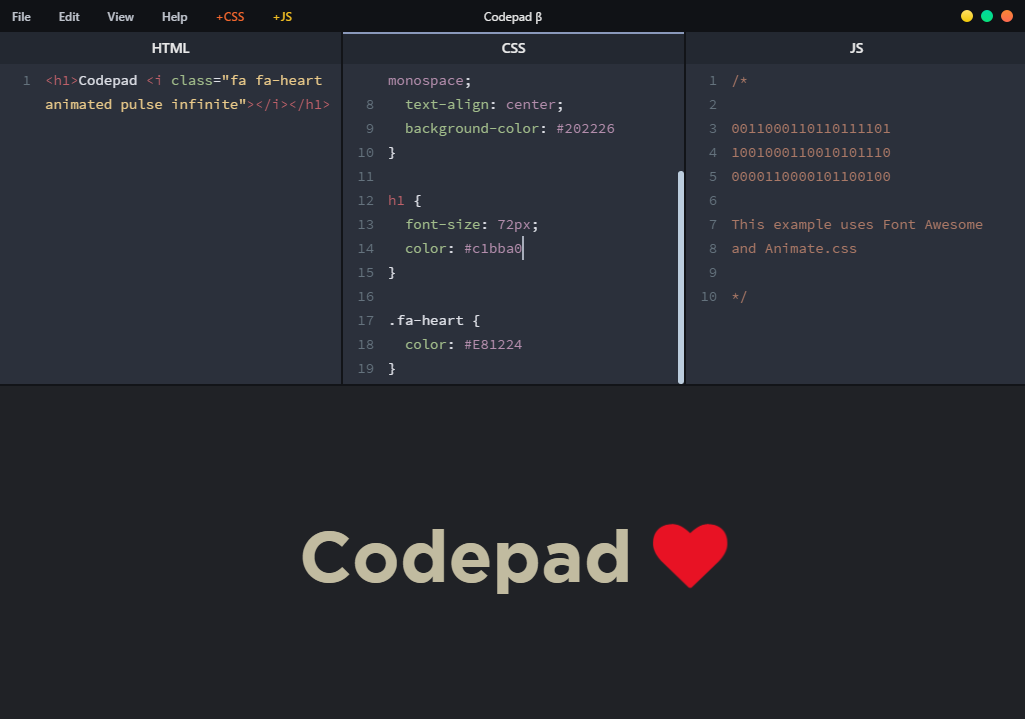 File Edit View Help +CSS +JS Codepad β
HTML
1 <h1>Codepad <i class="fa fa-heart
animated pulse infinite"></i></h1>
CSS
monospace;
8 text-align: center;
9 background-color: #202226
10 }
11
12 h1 {
13 font-size: 72px;
14 color: #c1bba0
15 }
16
17 .fa-heart {
18 color: #E81224
19 }
JS
1 /*
2
3 0011000110110111101
4 1001000110010101110
5 0000110000101100100
6
7 This example uses Font Awesome
8 and Animate.css
9
10 */
Codepad